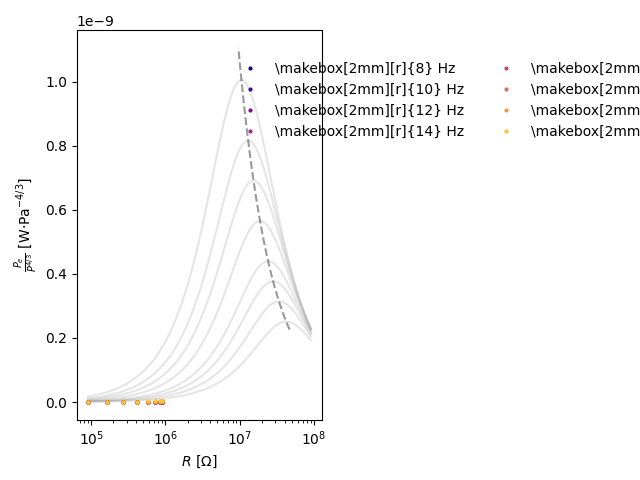 1e−9
\makebox[2mm][r]{8} Hz
\makebox[2mm][r]{10} Hz
\makebox[2mm][r]{12} Hz
\makebox[2mm][r]{14} Hz
\makebox[2mm
\makebox[2mm
\makebox[2mm
\makebox[2mm
1.0
0.8
0.6
0.4
0.2
0.0
P_e/P^{4/3} [W·Pa^{−4/3}]
10^5 10^6 10^7 10^8
R [Ω]